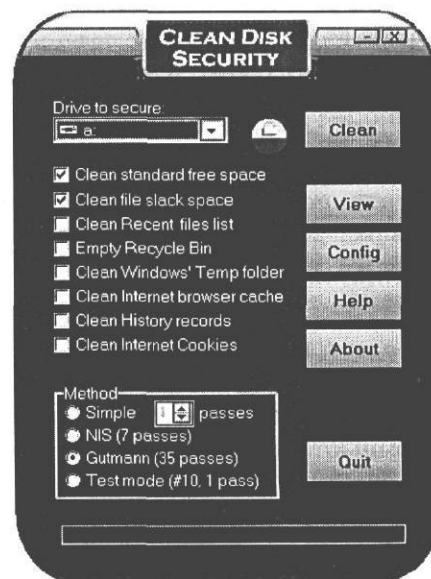 CLEAN DISK
SECURITY
Drive to secure:
a:
Clean
Clean standard free space
Clean file slack space
Clean Recent files list
Empty Recycle Bin
Clean Windows' Temp folder
Clean Internet browser cache
Clean History records
Clean Internet Cookies
View
Config
Help
About
Method
Simple passes
NIS (7 passes)
Gutmann (35 passes)
Test mode (#10, 1 pass)
Quit